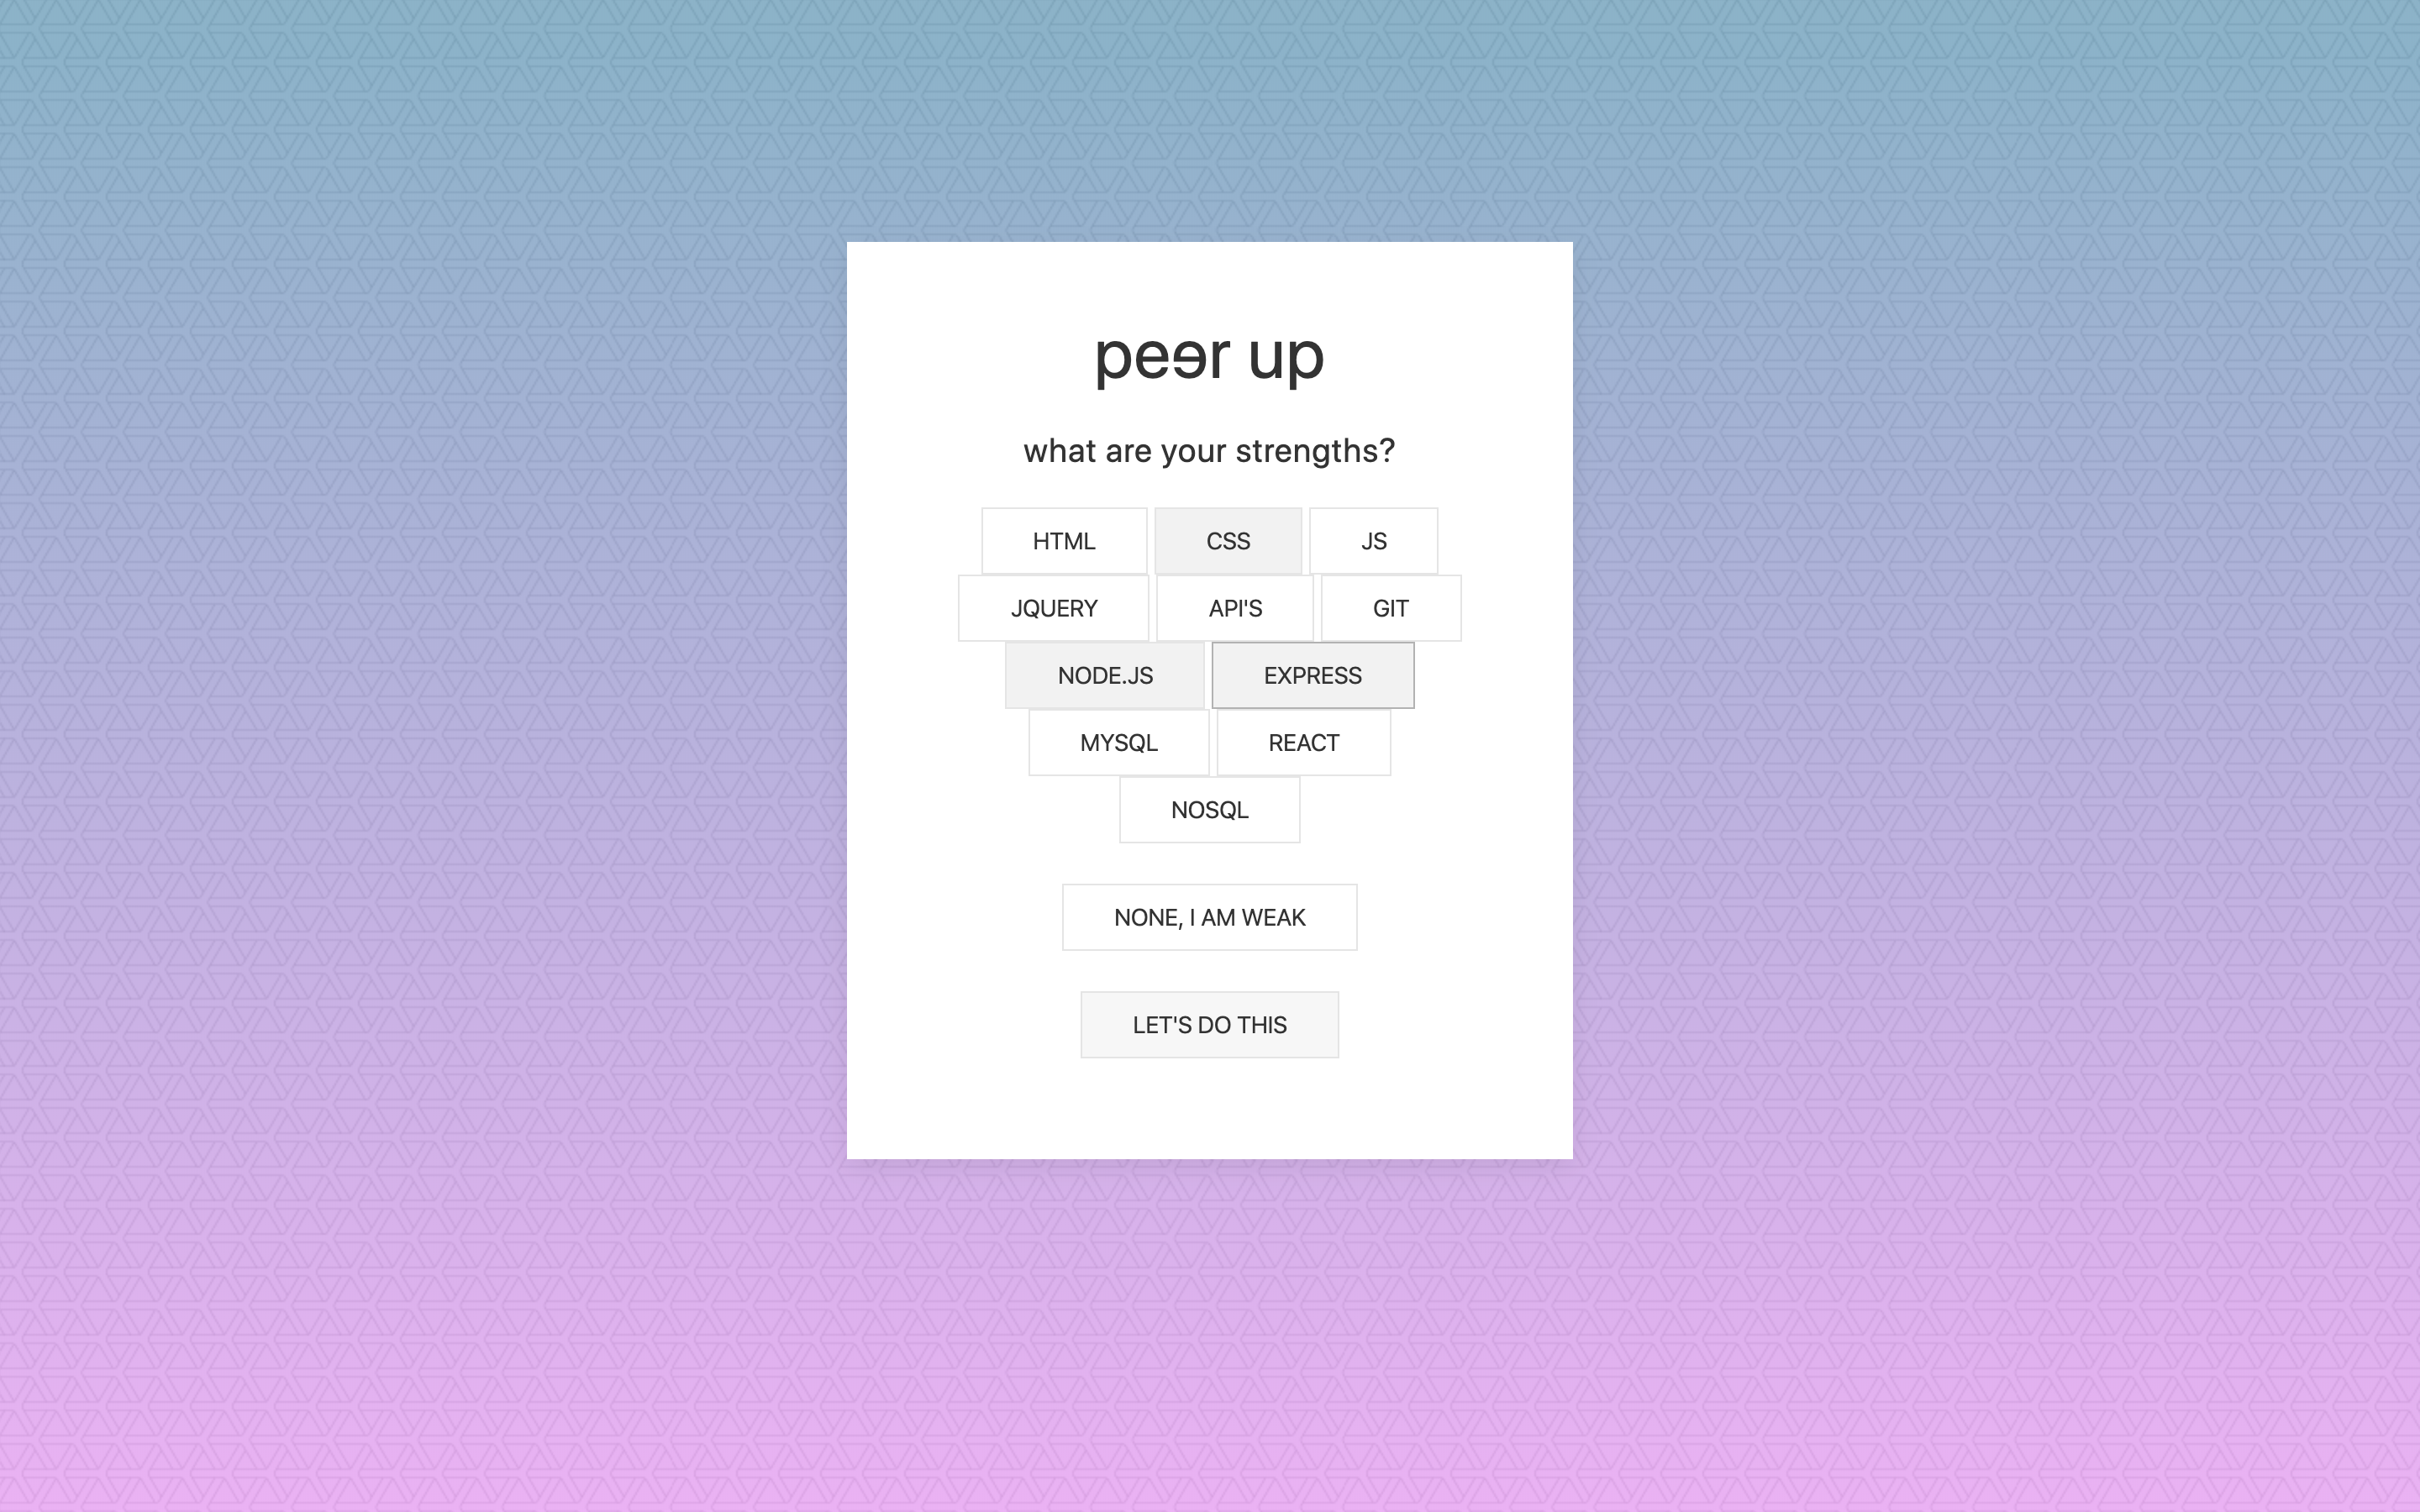 peɘr up
what are your strengths?
HTML CSS JS
JQUERY API'S GIT
NODE.JS EXPRESS
MYSQL REACT
NOSQL
NONE, I AM WEAK
LET'S DO THIS